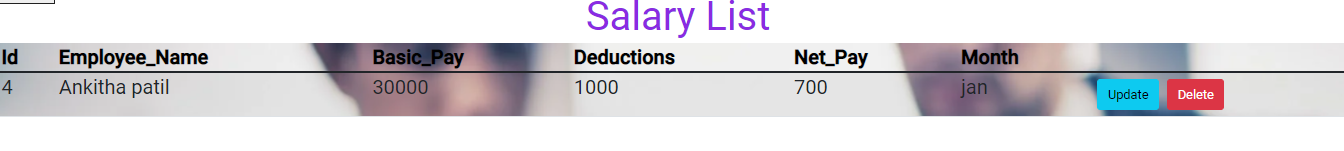 Salary List
Id Employee_Name Basic_Pay Deductions Net_Pay Month
4 Ankitha patil 30000 1000 700 jan Update Delete